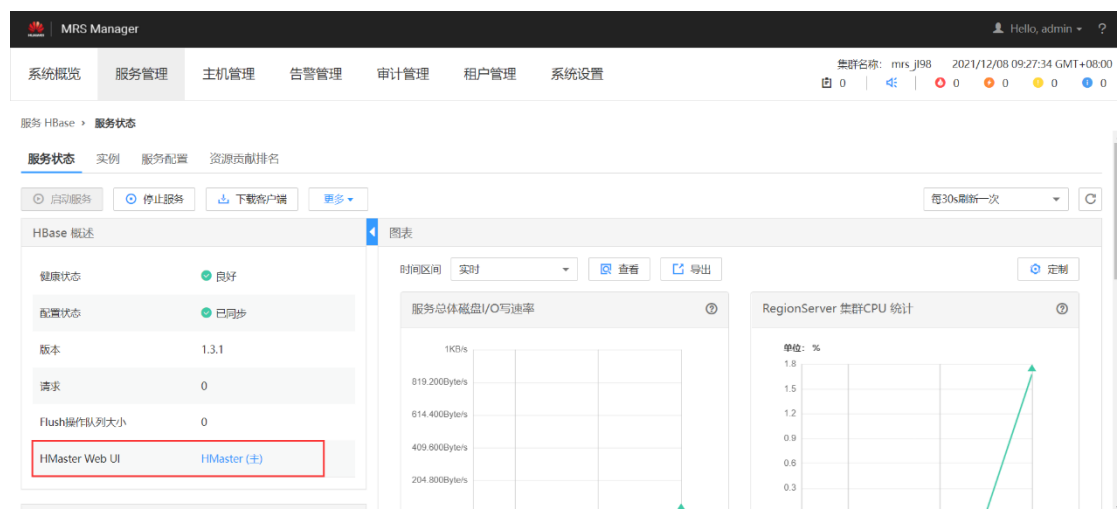 MRS Manager
Hello, admin ?
系统概览 服务管理 主机管理 告警管理 审计管理 租户管理 系统设置
集群名称: mrs_jl98 2021/12/08 09:27:34 GMT+08:00
0 0 0 0 0
服务 HBase › 服务状态
服务状态 实例 服务配置 资源贡献排名
启动服务 停止服务 下载客户端 更多 每30s刷新一次
HBase 概述
健康状态 良好
配置状态 已同步
版本 1.3.1
请求 0
Flush操作队列大小 0
HMaster Web UI HMaster (主)
图表
时间区间 实时 查看 导出 定制
服务总体磁盘I/O写速率
1KB/s
819.200Byte/s
614.400Byte/s
409.600Byte/s
204.800Byte/s
RegionServer 集群CPU 统计
单位: %
1.8
1.5
1.2
0.9
0.6
0.3